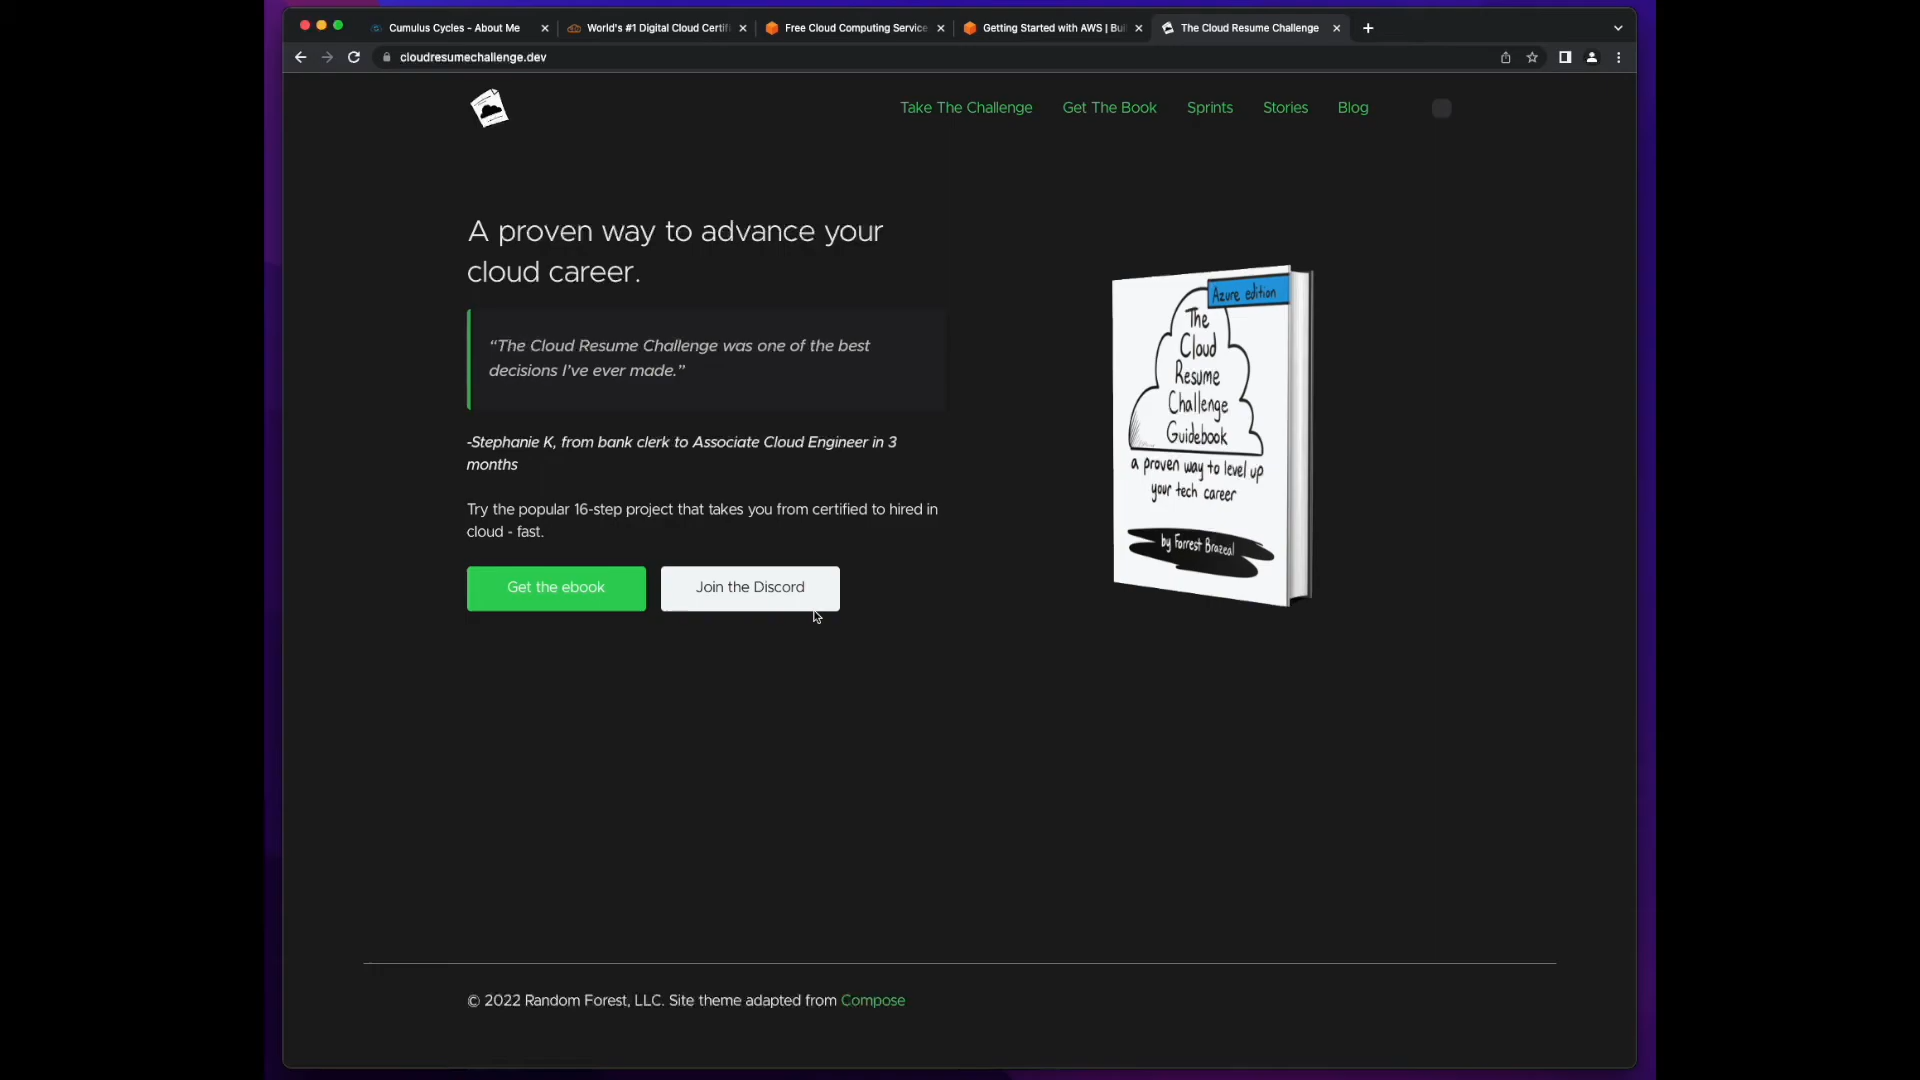 Cumulus Cycles - About Me
World's #1 Digital Cloud Certifi
Free Cloud Computing Service
Getting Started with AWS | Bui
The Cloud Resume Challenge
cloudresumechallenge.dev
Take The Challenge
Get The Book
Sprints
Stories
Blog
A proven way to advance your
cloud career.
“The Cloud Resume Challenge was one of the best
decisions I’ve ever made.”
-Stephanie K, from bank clerk to Associate Cloud Engineer in 3
months
Try the popular 16-step project that takes you from certified to hired in
cloud - fast.
Get the ebook
Join the Discord
Azure edition
The
Cloud
Resume
Challenge
Guidebook
a proven way to level up
your tech career
by Forrest Brazeal
© 2022 Random Forest, LLC. Site theme adapted from Compose